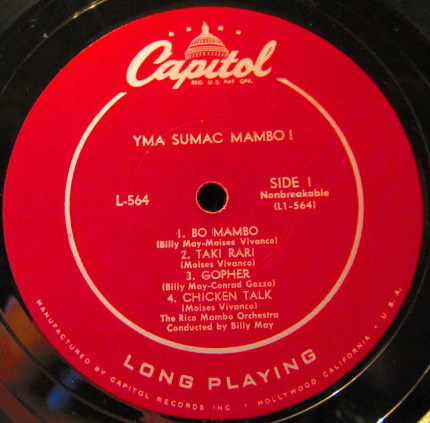 Capitol
REG. U.S. PAT. OFF.
YMA SUMAC MAMBO!
L-564
SIDE 1
Nonbreakable
(L1-564)
1. BO MAMBO
(Billy May-Moises Vivanco)
2. TAKI RARI
(Moises Vivanco)
3. GOPHER
(Billy May-Conrad Gozzo)
4. CHICKEN TALK
(Moises Vivanco)
The Rico Mambo Orchestra
Conducted by Billy May
LONG PLAYING
MANUFACTURED BY CAPITOL RECORDS INC. • HOLLYWOOD, CALIFORNIA • U.S.A.